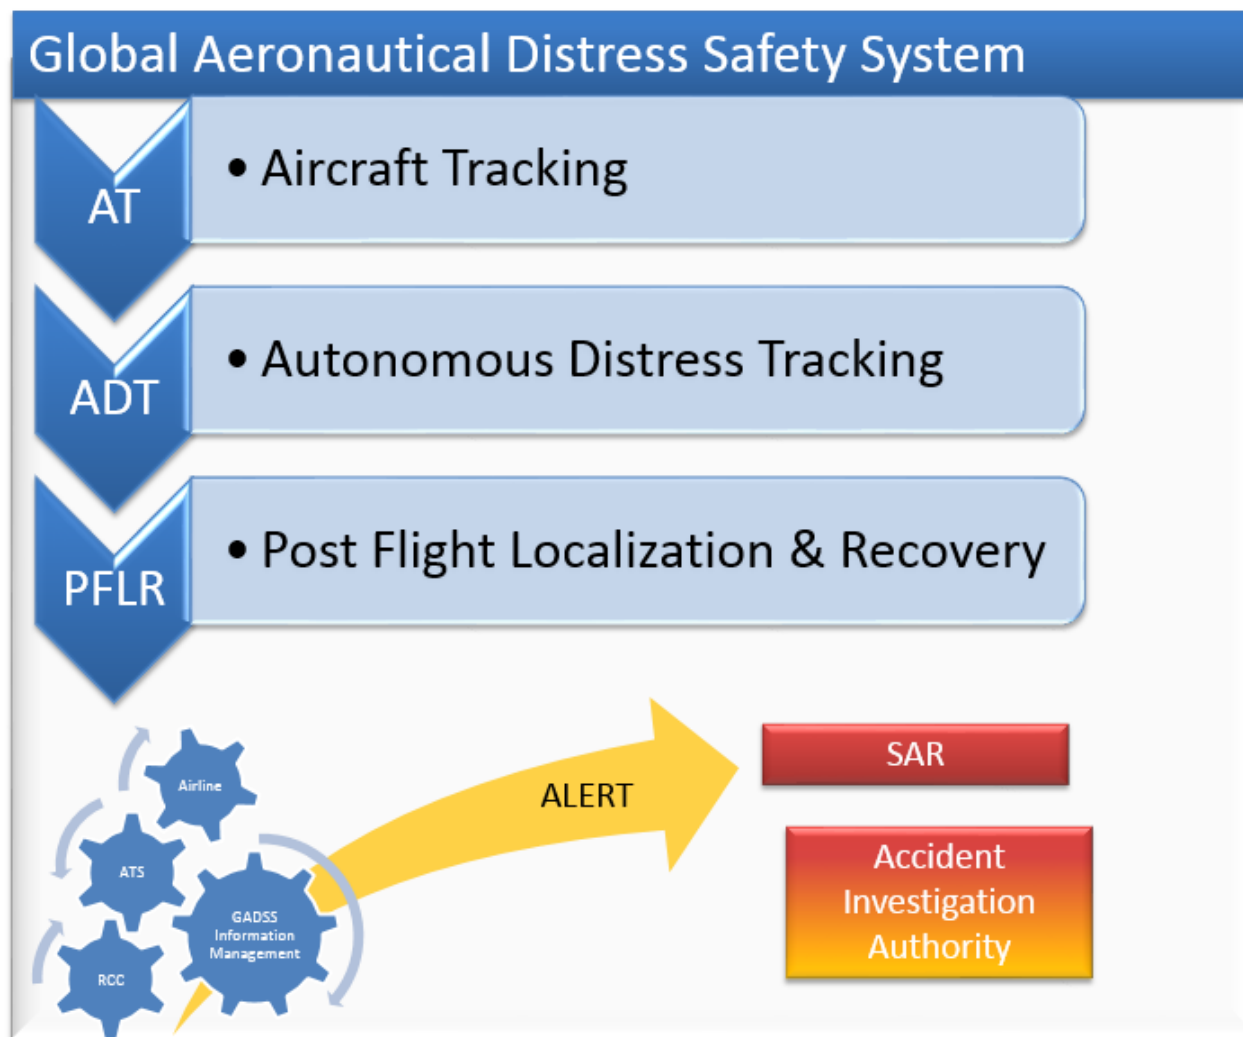 Global Aeronautical Distress Safety System
AT
• Aircraft Tracking
ADT
• Autonomous Distress Tracking
PFLR
• Post Flight Localization & Recovery
Airline
ATS
RCC
GADSS
Information
Management
ALERT
SAR
Accident
Investigation
Authority